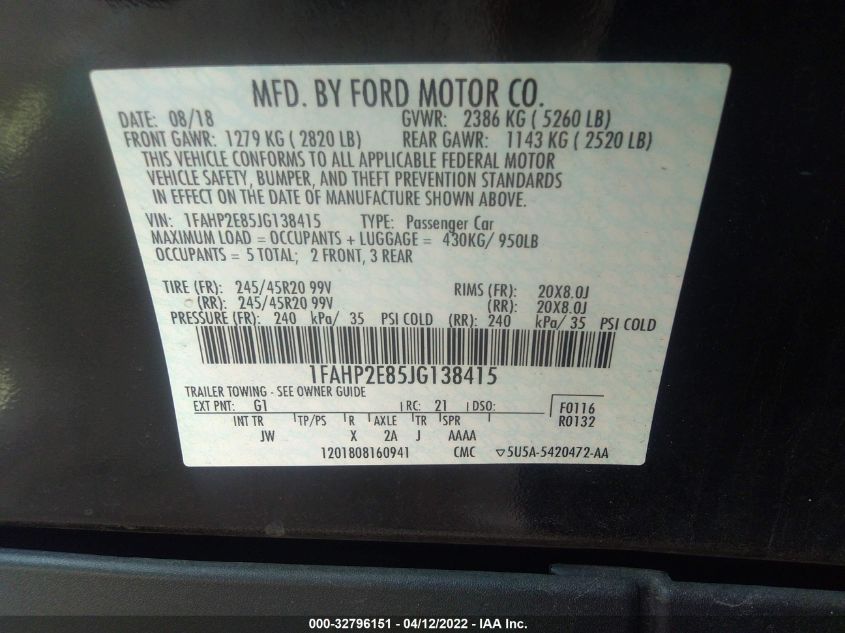 MFD. BY FORD MOTOR CO.
DATE: 08/18 GVWR: 2386 KG ( 5260 LB)
FRONT GAWR: 1279 KG ( 2820 LB) REAR GAWR: 1143 KG ( 2520 LB)
THIS VEHICLE CONFORMS TO ALL APPLICABLE FEDERAL MOTOR
VEHICLE SAFETY, BUMPER, AND THEFT PREVENTION STANDARDS
IN EFFECT ON THE DATE OF MANUFACTURE SHOWN ABOVE.
VIN: 1FAHP2E85JG138415 TYPE: Passenger Car
MAXIMUM LOAD = OCCUPANTS + LUGGAGE = 430KG/ 950LB
OCCUPANTS = 5 TOTAL; 2 FRONT, 3 REAR
TIRE (FR): 245/45R20 99V RIMS (FR): 20X8.0J
(RR): 245/45R20 99V (RR): 20X8.0J
PRESSURE (FR): 240 kPa/ 35 PSI COLD (RR): 240 kPa/ 35 PSI COLD
1FAHP2E85JG138415
TRAILER TOWING - SEE OWNER GUIDE
EXT PNT: G1 RC: 21 DSO: F0116
INT TR TP/PS R AXLE TR SPR R0132
JW X 2A J AAAA
1201808160941 CMC ▽5U5A-5420472-AA
000-32796151 - 04/12/2022 - IAA Inc.